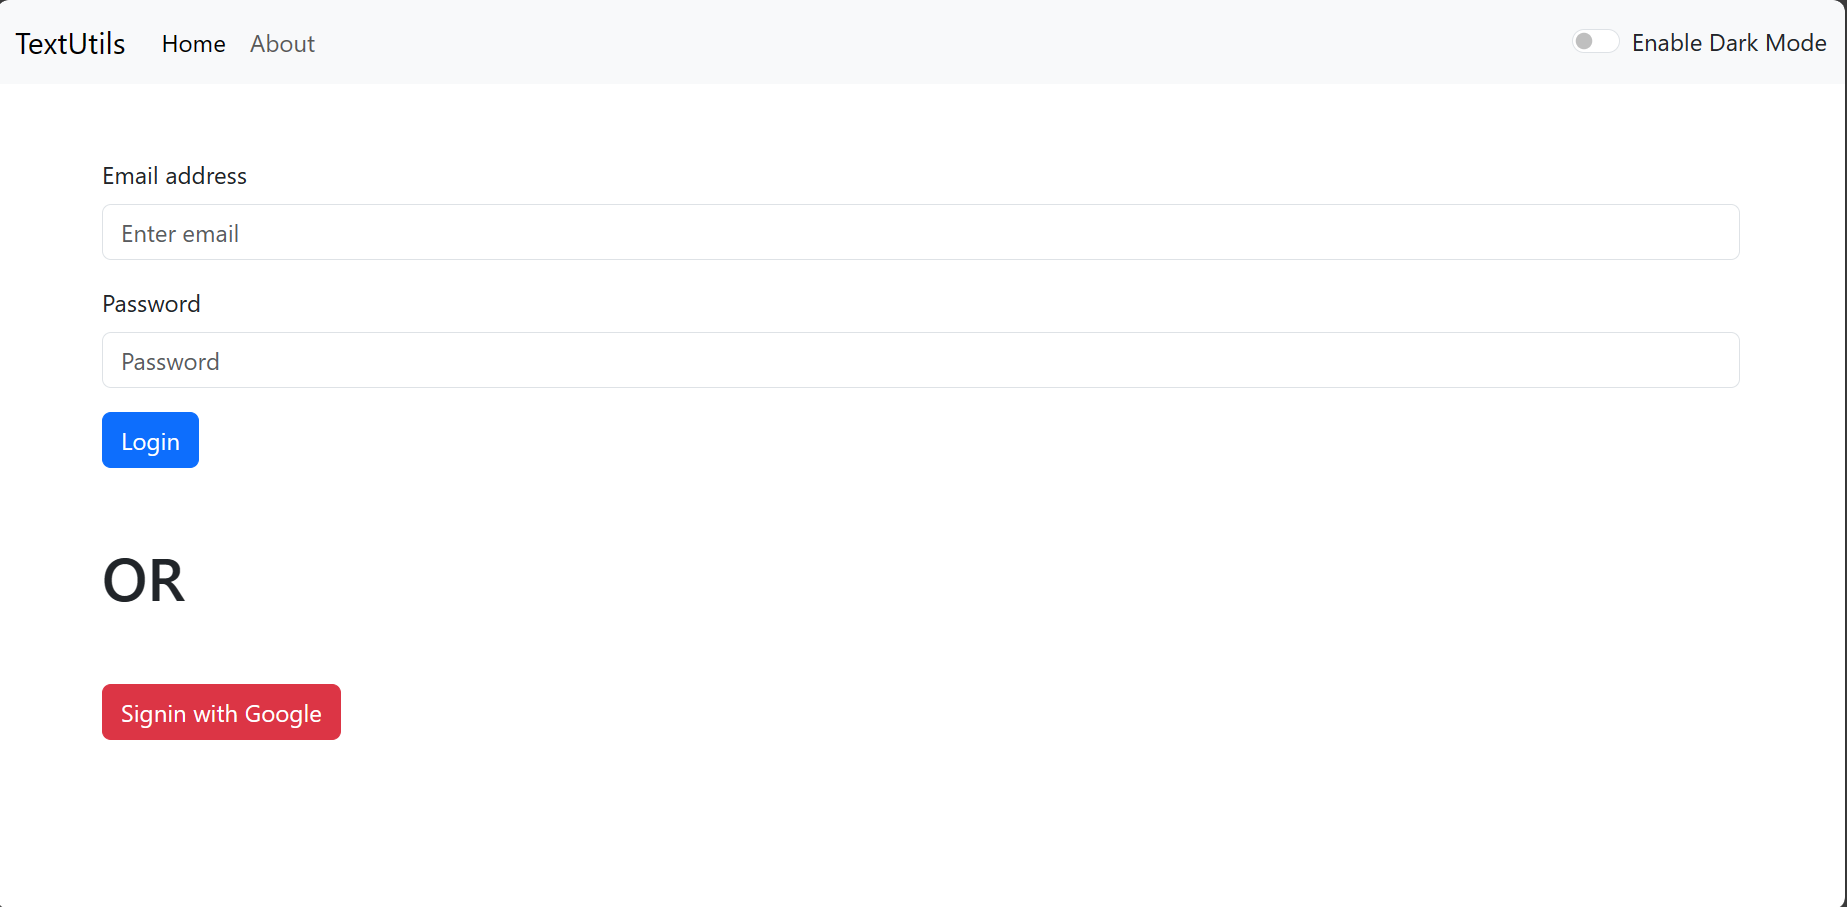 TextUtils Home About Enable Dark Mode
Email address
Enter email
Password
Password
Login
OR
Signin with Google